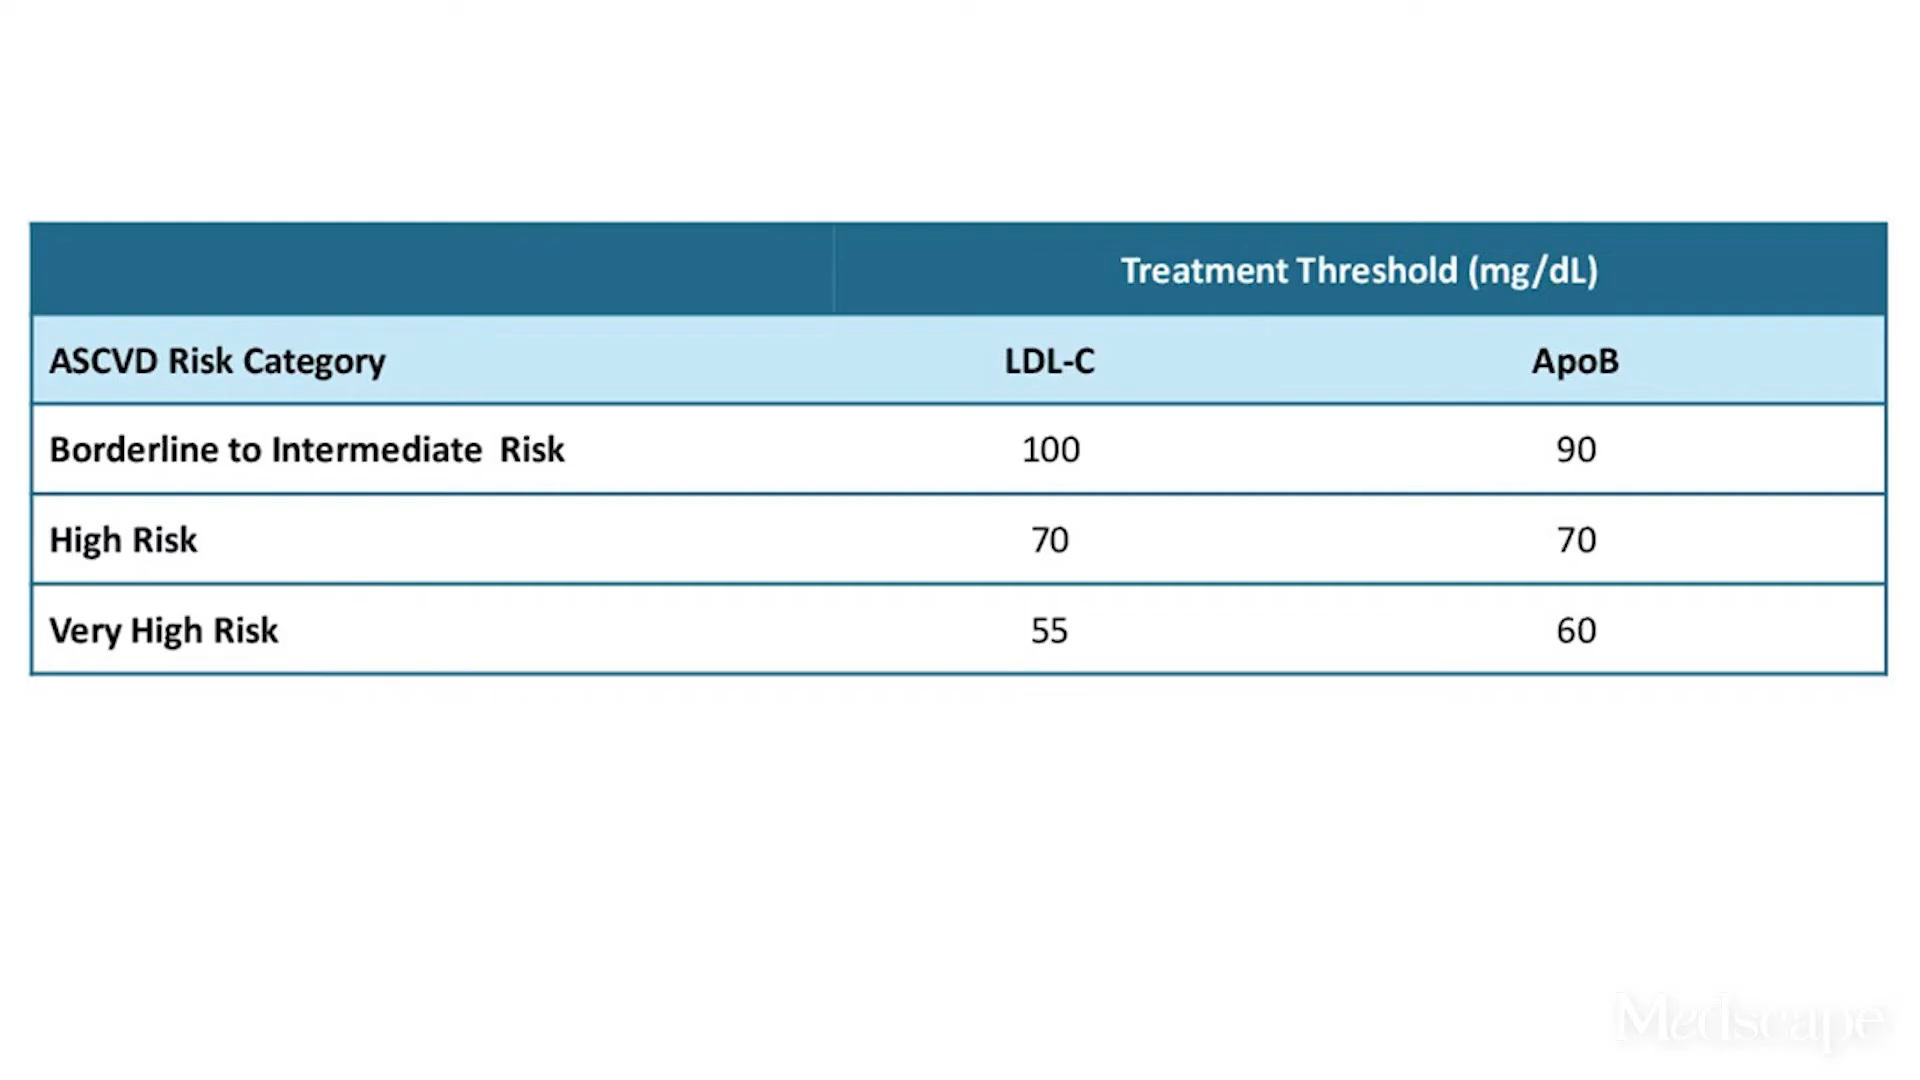 Treatment Threshold (mg/dL)
ASCVD Risk Category LDL-C ApoB
Borderline to Intermediate Risk 100 90
High Risk 70 70
Very High Risk 55 60
Medscape